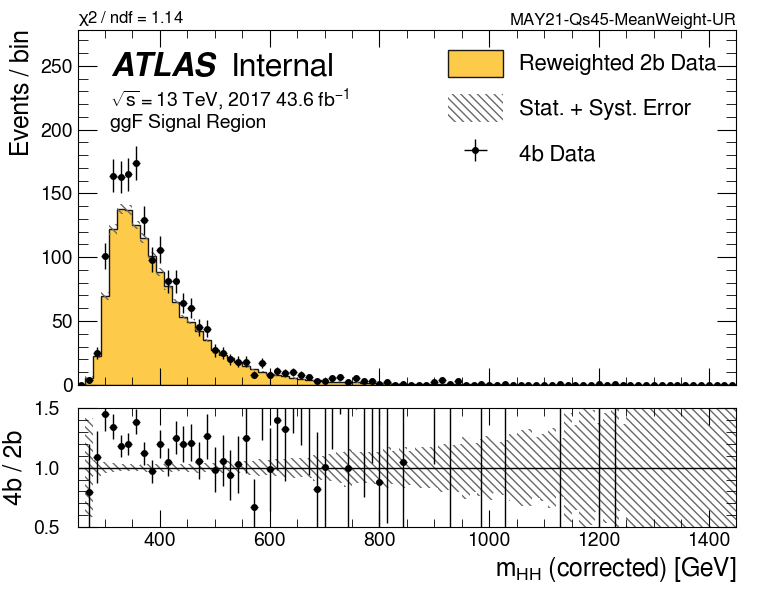 χ2 / ndf = 1.14
MAY21-Qs45-MeanWeight-UR
Events / bin
ATLAS Internal
√s = 13 TeV, 2017 43.6 fb⁻¹
ggF Signal Region
Reweighted 2b Data
Stat. + Syst. Error
4b Data
250
200
150
100
50
0
4b / 2b
1.5
1.0
0.5
400 600 800 1000 1200 1400
mHH (corrected) [GeV]